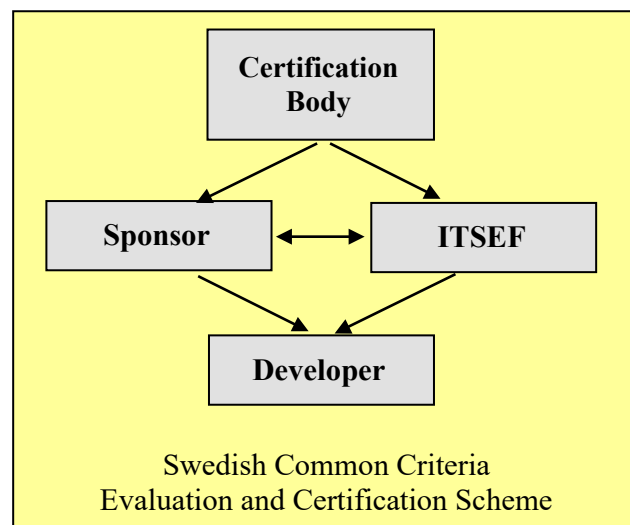 Certification
Body
Sponsor
ITSEF
Developer
Swedish Common Criteria
Evaluation and Certification Scheme